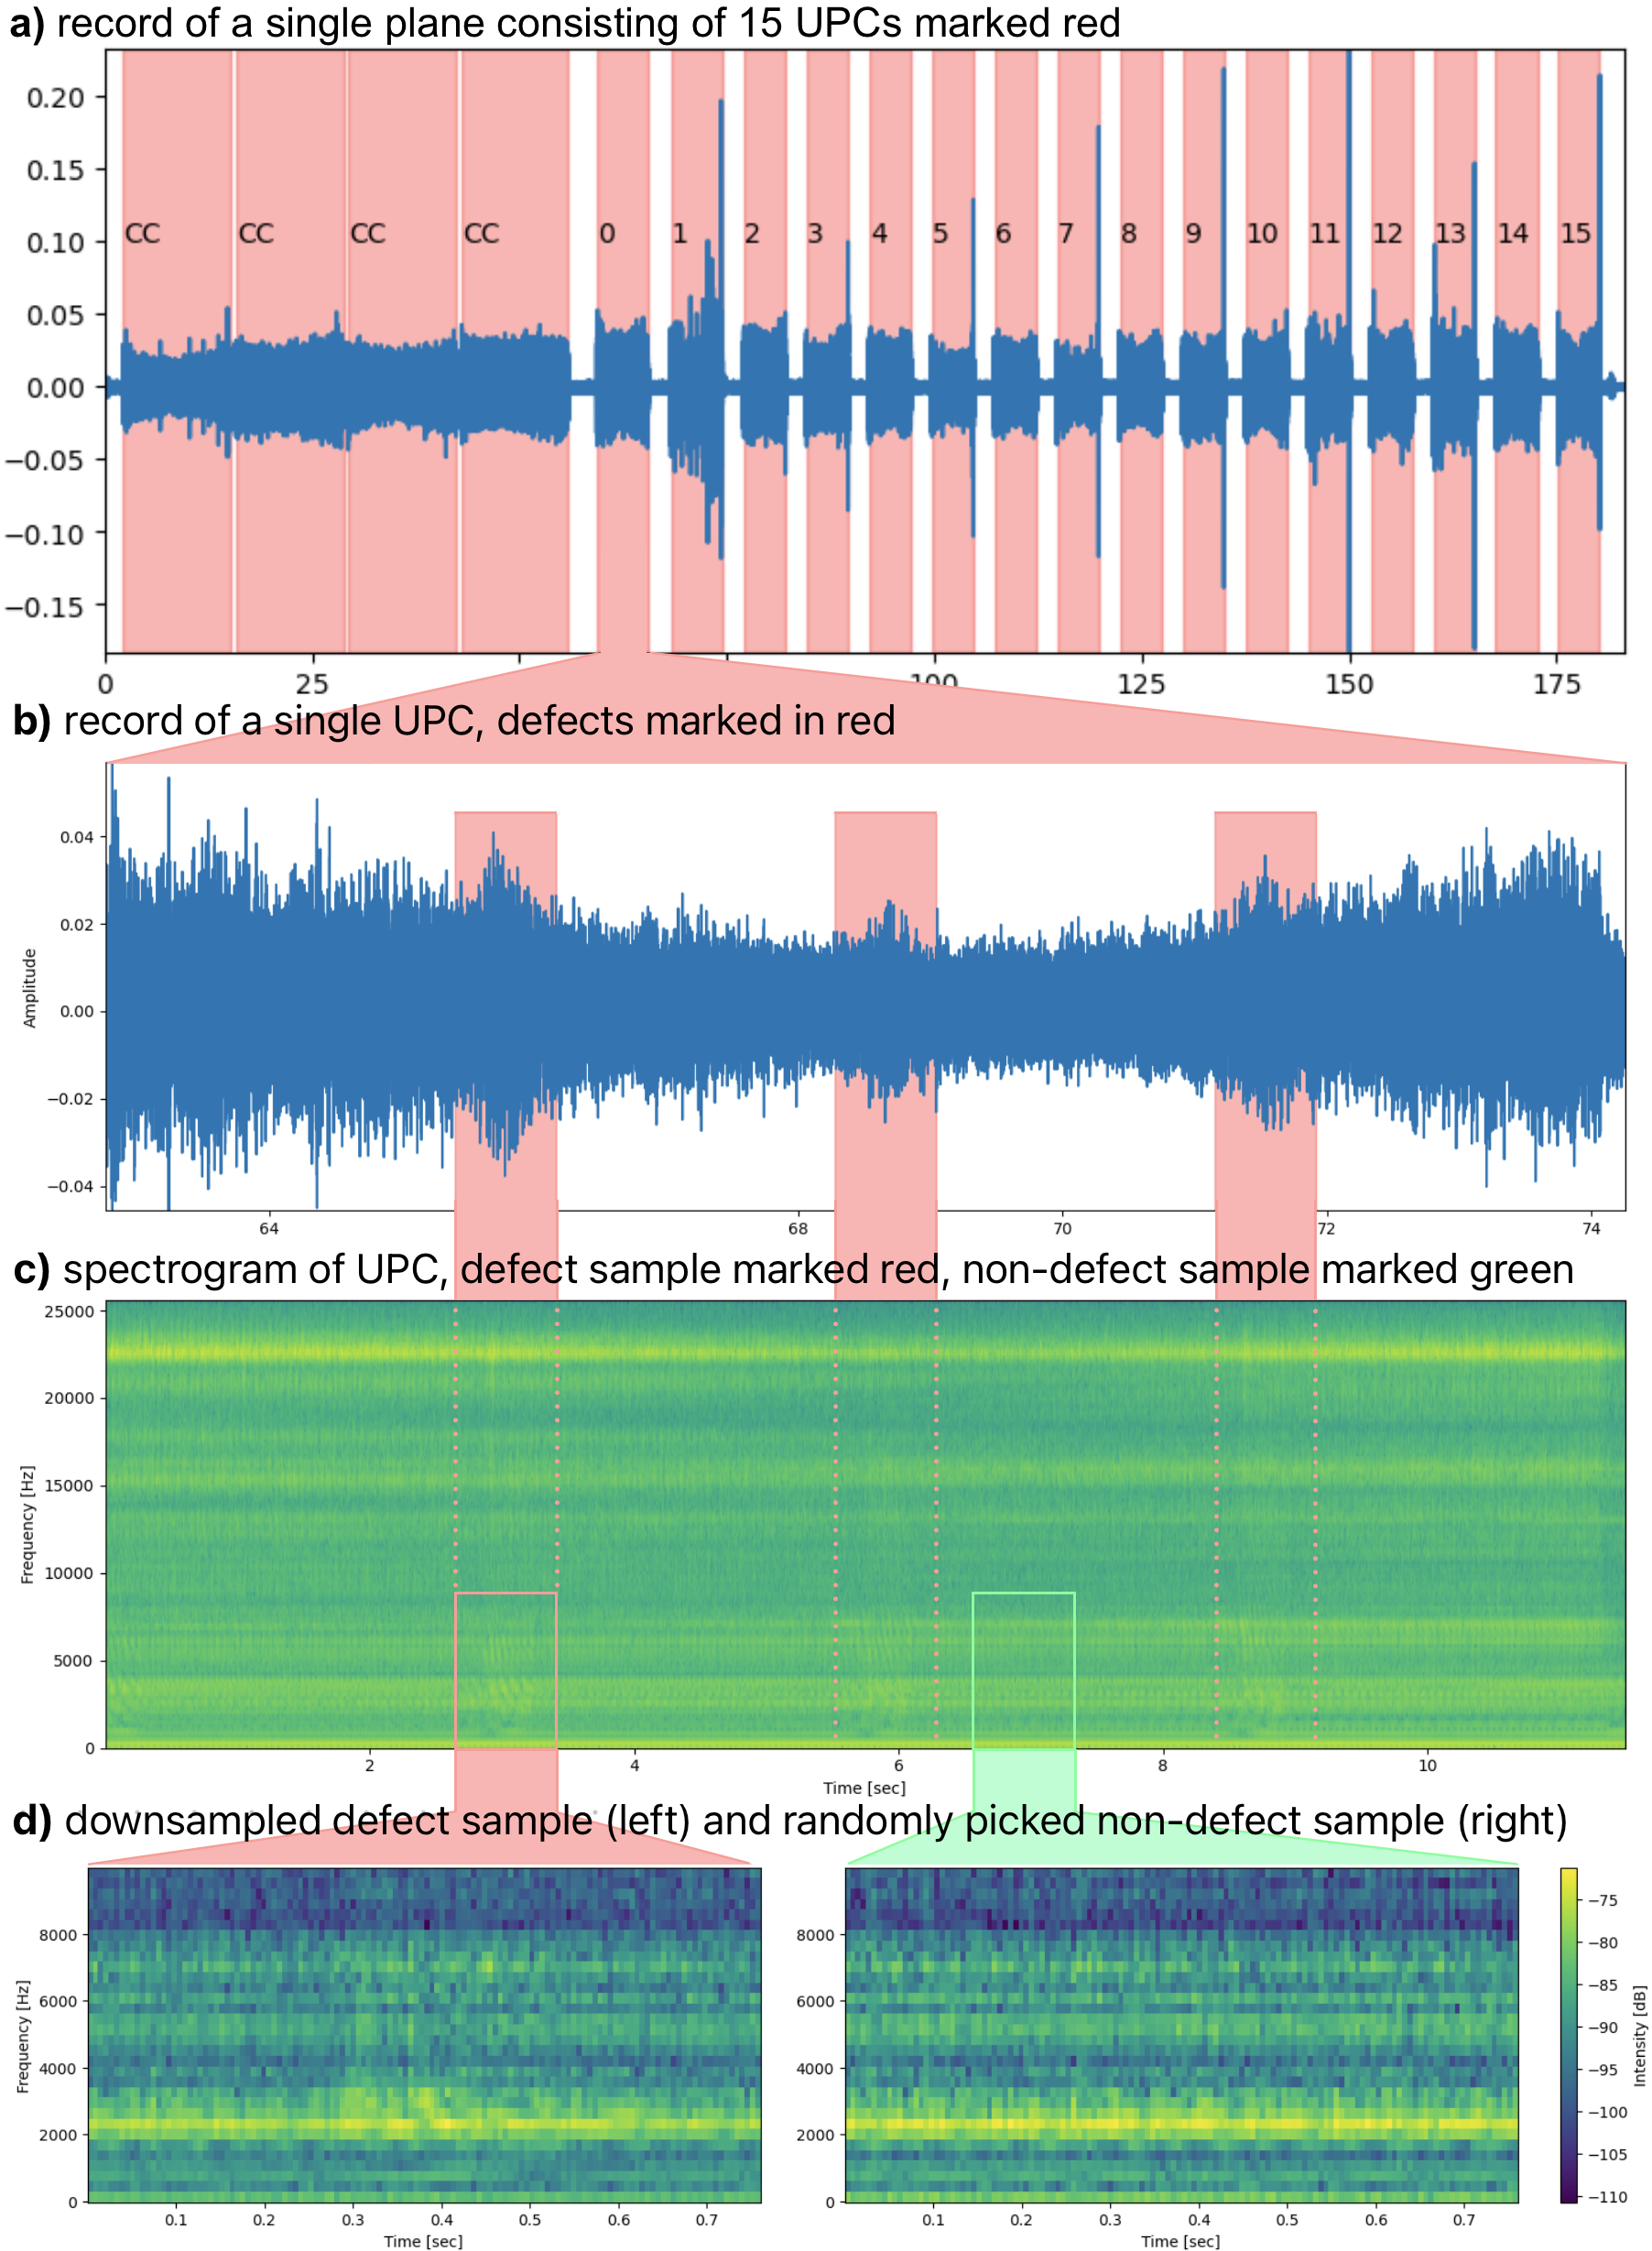 a) record of a single plane consisting of 15 UPCs marked red
0.20
0.15
0.10
0.05
0.00
−0.05
−0.10
−0.15
CC CC CC CC 0 1 2 3 4 5 6 7 8 9 10 11 12 13 14 15
0 25 100 125 150 175
b) record of a single UPC, defects marked in red
Amplitude
0.04
0.02
0.00
−0.02
−0.04
64 68 70 72 74
c) spectrogram of UPC, defect sample marked red, non-defect sample marked green
Frequency [Hz]
25000
20000
15000
10000
5000
0
2 4 6 8 10
Time [sec]
d) downsampled defect sample (left) and randomly picked non-defect sample (right)
Frequency [Hz]
8000
6000
4000
2000
0
0.1 0.2 0.3 0.4 0.5 0.6 0.7
Time [sec]
8000
6000
4000
2000
0
0.1 0.2 0.3 0.4 0.5 0.6 0.7
Time [sec]
−75
−80
−85
−90
−95
−100
−105
−110
Intensity [dB]